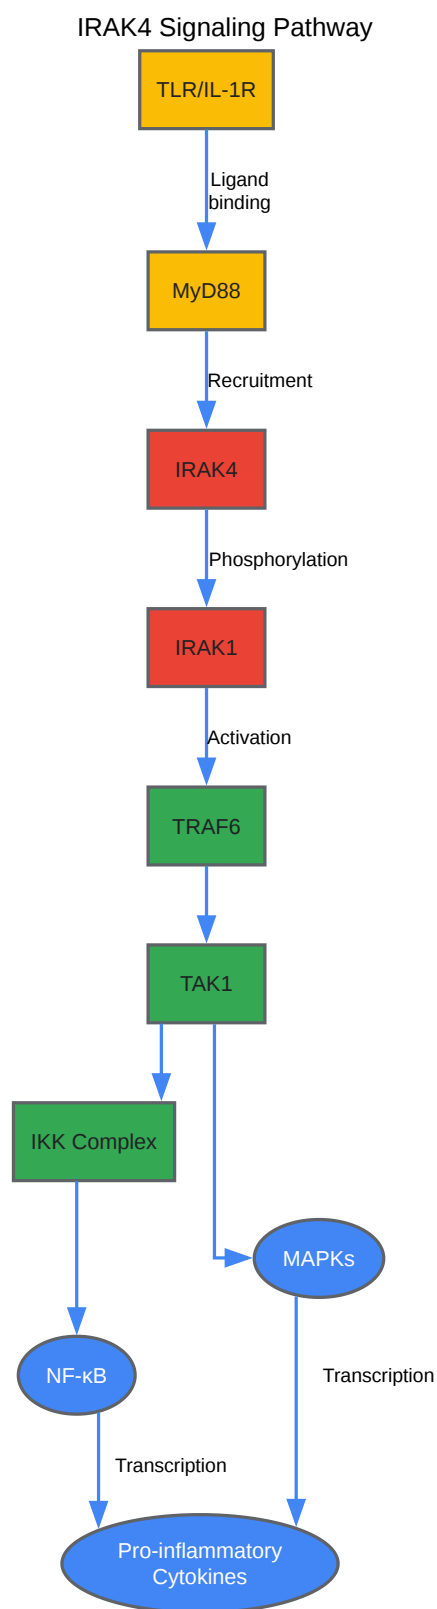 IRAK4 Signaling Pathway
TLR/IL-1R
Ligand
binding
MyD88
Recruitment
IRAK4
Phosphorylation
IRAK1
Activation
TRAF6
TAK1
IKK Complex
MAPKs
NF-κB
Transcription
Transcription
Pro-inflammatory
Cytokines